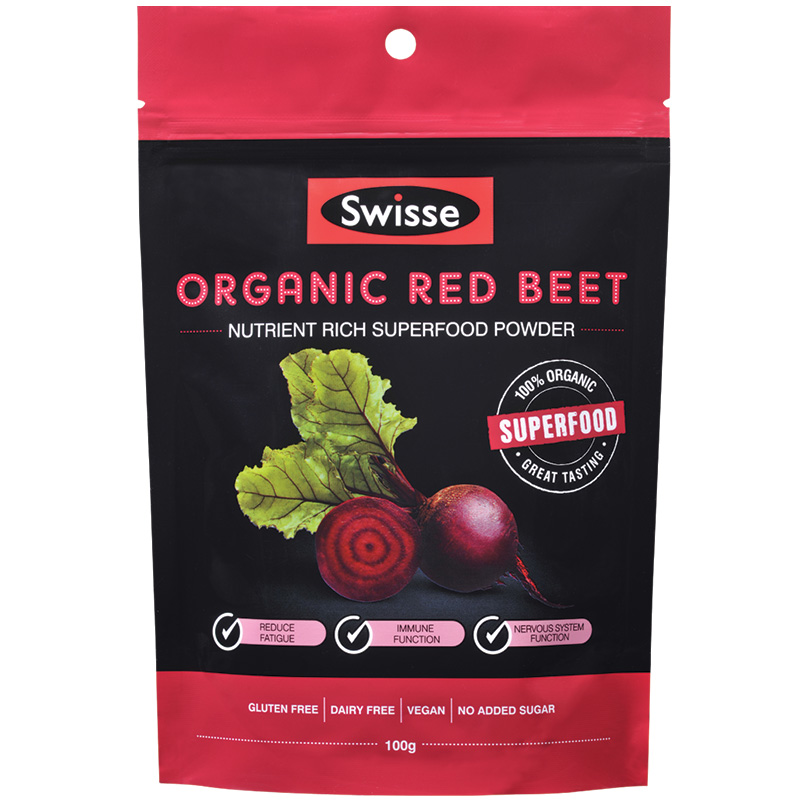 Swisse
ORGANIC RED BEET
NUTRIENT RICH SUPERFOOD POWDER
100% ORGANIC
SUPERFOOD
• GREAT TASTING •
REDUCE
FATIGUE
IMMUNE
FUNCTION
NERVOUS SYSTEM
FUNCTION
GLUTEN FREE | DAIRY FREE | VEGAN | NO ADDED SUGAR
100g